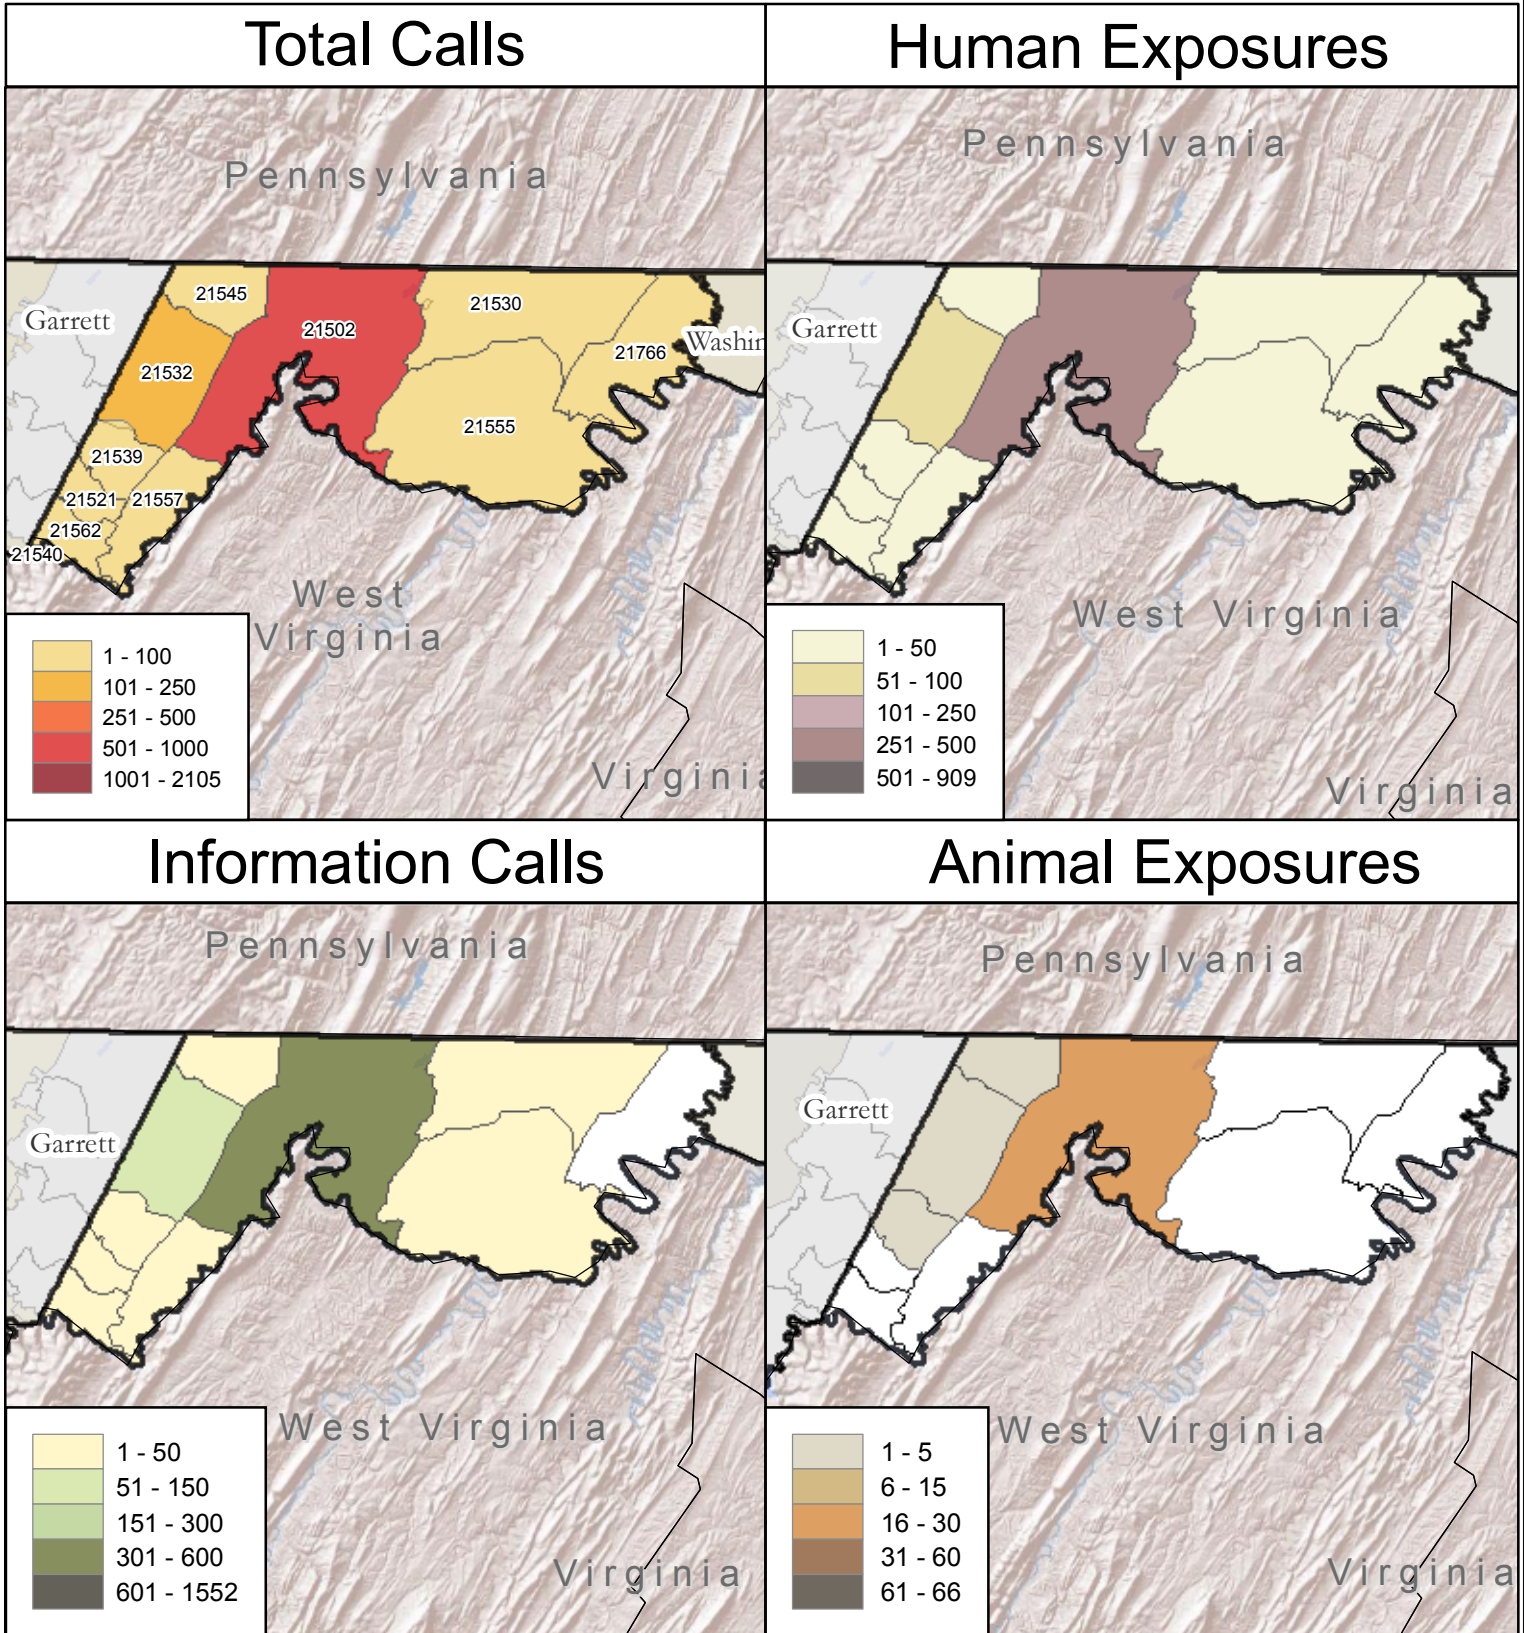 Total Calls
Human Exposures
Pennsylvania
21545
21530
Garrett
21502
Washin
21766
21532
21555
21539
21521
21557
21562
21540
West
Virginia
1 - 100
101 - 250
251 - 500
501 - 1000
1001 - 2105
Virginia
Pennsylvania
Garrett
West Virginia
1 - 50
51 - 100
101 - 250
251 - 500
501 - 909
Virginia
Information Calls
Animal Exposures
Pennsylvania
Garrett
West Virginia
1 - 50
51 - 150
151 - 300
301 - 600
601 - 1552
Virginia
Pennsylvania
Garrett
West Virginia
1 - 5
6 - 15
16 - 30
31 - 60
61 - 66
Virginia